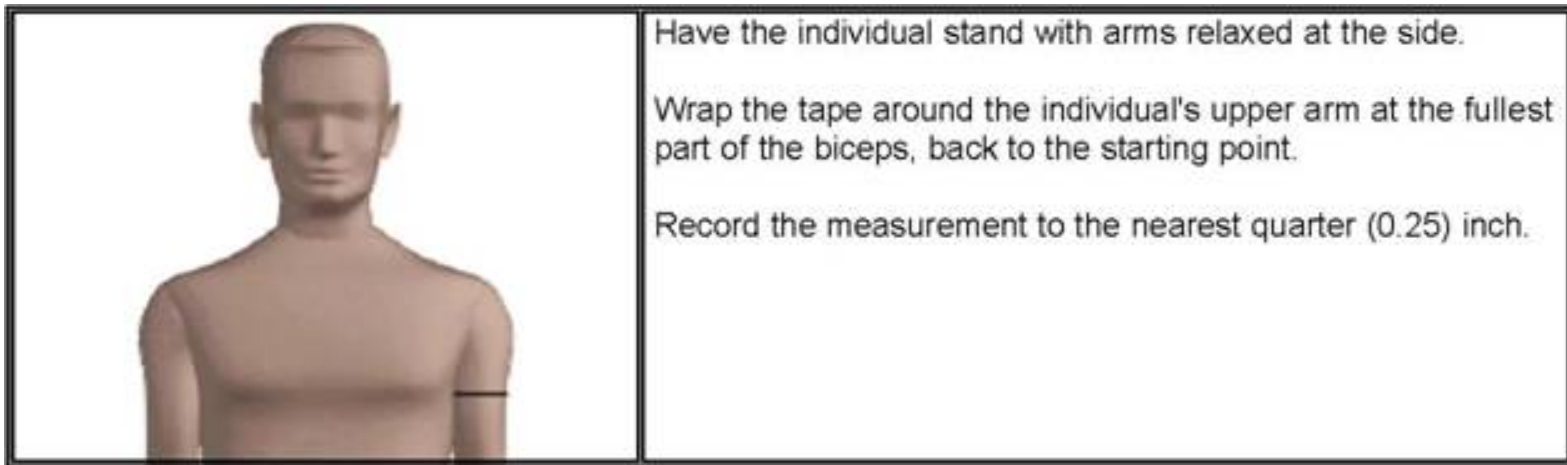 Have the individual stand with arms relaxed at the side.
Wrap the tape around the individual's upper arm at the fullest
part of the biceps, back to the starting point.
Record the measurement to the nearest quarter (0.25) inch.